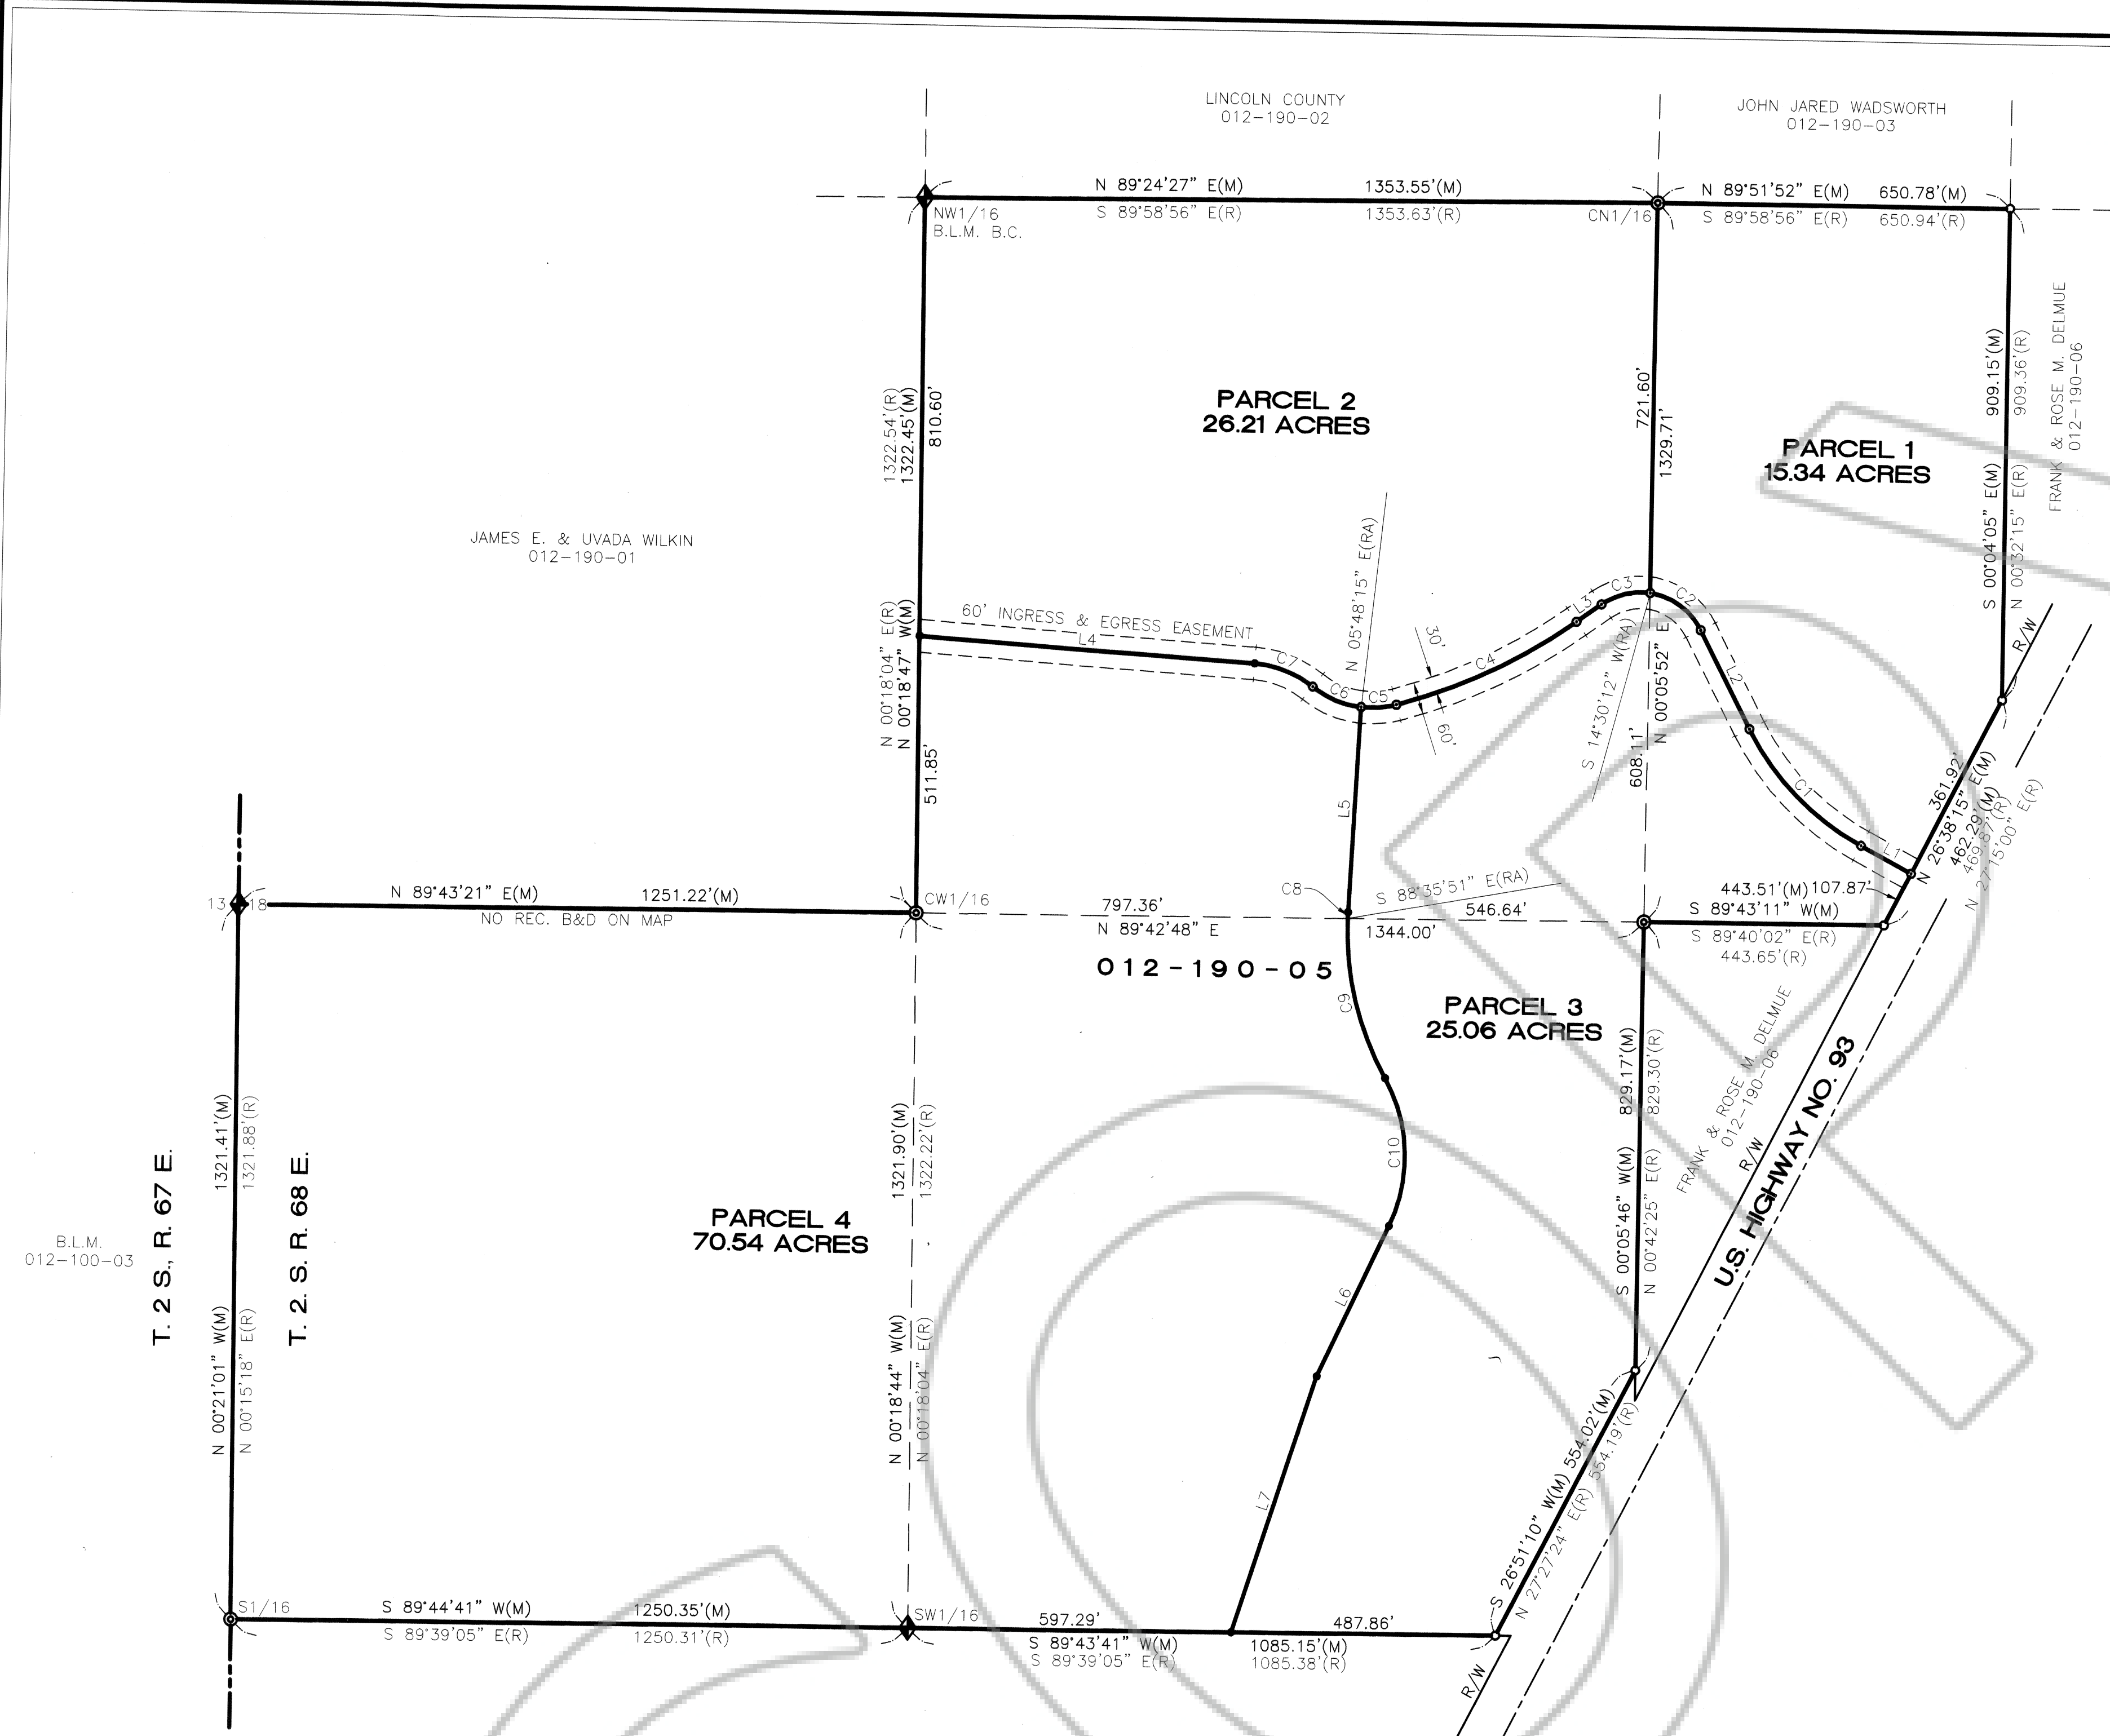 LINCOLN COUNTY
012-190-02
JOHN JARED WADSWORTH
012-190-03
N 89°24'27" E(M) 1353.55'(M)
S 89°58'56" E(R) 1353.63'(R)
N 89°51'52" E(M) 650.78'(M)
S 89°58'56" E(R) 650.94'(R)
NW1/16
B.L.M. B.C.
CN1/16
FRANK & ROSE M. DELMUE
012-190-06
909.15'(M)
909.36'(R)
S 00°04'05" E(M)
N 00°32'15" E(R)
1322.54'(R)
1322.45'(M)
810.60'
PARCEL 2
26.21 ACRES
721.60'
1329.71'
PARCEL 1
15.34 ACRES
JAMES E. & UVADA WILKIN
012-190-01
N 05°48'15" E(RA)
60' INGRESS & EGRESS EASEMENT
L4
C7
C6
C5
C4
L3
C3
C2
L2
C1
L1
30'
60'
R/W
N 00°18'04" E(R)
N 00°18'47" W(M)
511.85'
S 14°30'12" W(RA)
N 00°05'52" E
608.11'
L5
361.92'
N 26°38'15" E(M)
462.29'(M)
469.87'(R)
N 27°15'00" E(R)
13 18
N 89°43'21" E(M) 1251.22'(M)
NO REC. B&D ON MAP
CW1/16
797.36'
N 89°42'48" E
C8
S 88°35'51" E(RA)
546.64'
1344.00'
443.51'(M) 107.87'
S 89°43'11" W(M)
S 89°40'02" E(R)
443.65'(R)
012-190-05
C9
PARCEL 3
25.06 ACRES
829.17'(M)
829.30'(R)
S 00°05'46" W(M)
N 00°42'25" E(R)
FRANK & ROSE M. DELMUE
012-190-06
R/W
U.S. HIGHWAY NO. 93
C10
1321.41'(M)
1321.88'(R)
N 00°21'01" W(M)
N 00°15'18" E(R)
T. 2 S., R. 67 E.
T. 2. S. R. 68 E.
B.L.M.
012-100-03
PARCEL 4
70.54 ACRES
1321.90'(M)
1322.22'(R)
N 00°18'44" W(M)
N 00°18'04" E(R)
L6
L7
S 26°51'10" W(M) 554.02'(M)
N 27°27'24" E(R) 554.19'(R)
S1/16
S 89°44'41" W(M) 1250.35'(M)
S 89°39'05" E(R) 1250.31'(R)
SW1/16
597.29'
487.86'
S 89°43'41" W(M) 1085.15'(M)
S 89°39'05" E(R) 1085.38'(R)
R/W